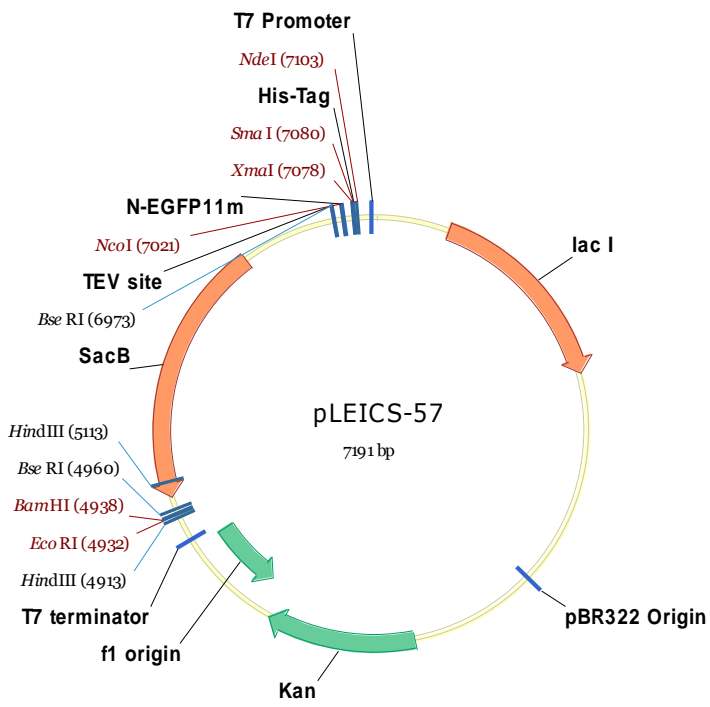 T7 Promoter
NdeI (7103)
His-Tag
Sma I (7080)
XmaI (7078)
N-EGFP11m
NcoI (7021)
TEV site
Bse RI (6973)
SacB
lac I
pLEICS-57
7191 bp
HindIII (5113)
Bse RI (4960)
BamHI (4938)
Eco RI (4932)
HindIII (4913)
T7 terminator
f1 origin
Kan
pBR322 Origin